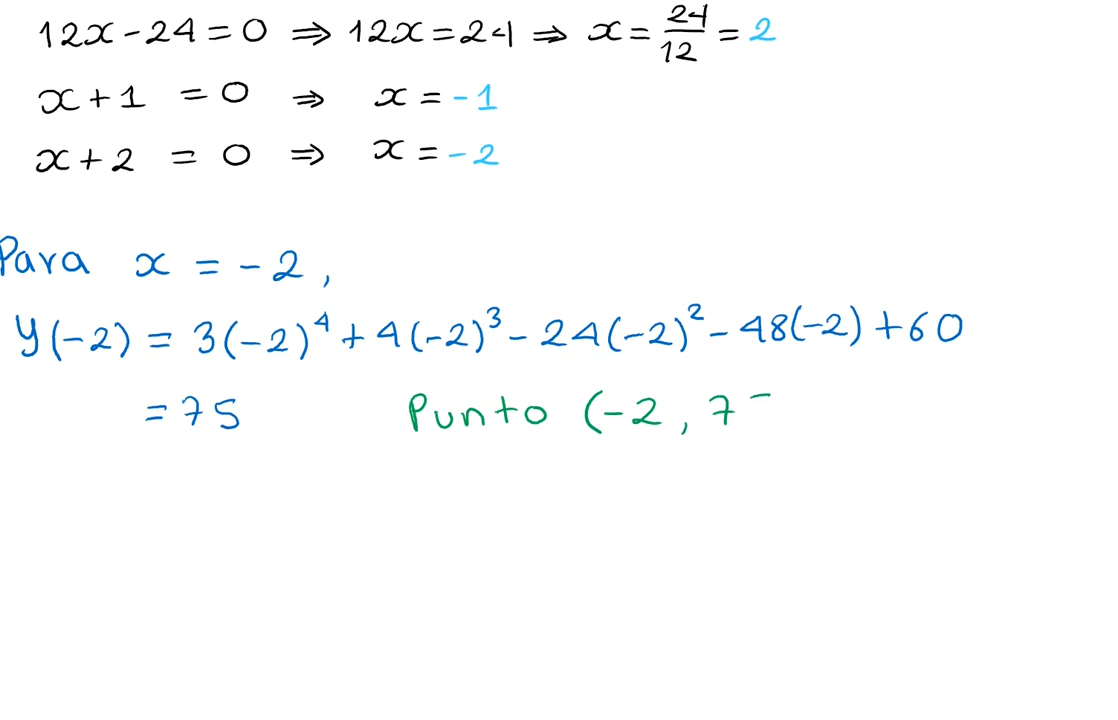 12x - 24 = 0 ⇒ 12x = 24 ⇒ x = 24/12 = 2
x + 1 = 0 ⇒ x = -1
x + 2 = 0 ⇒ x = -2
Para x = -2,
y(-2) = 3(-2)⁴ + 4(-2)³ - 24(-2)² - 48(-2) + 60
= 75 Punto (-2, 7